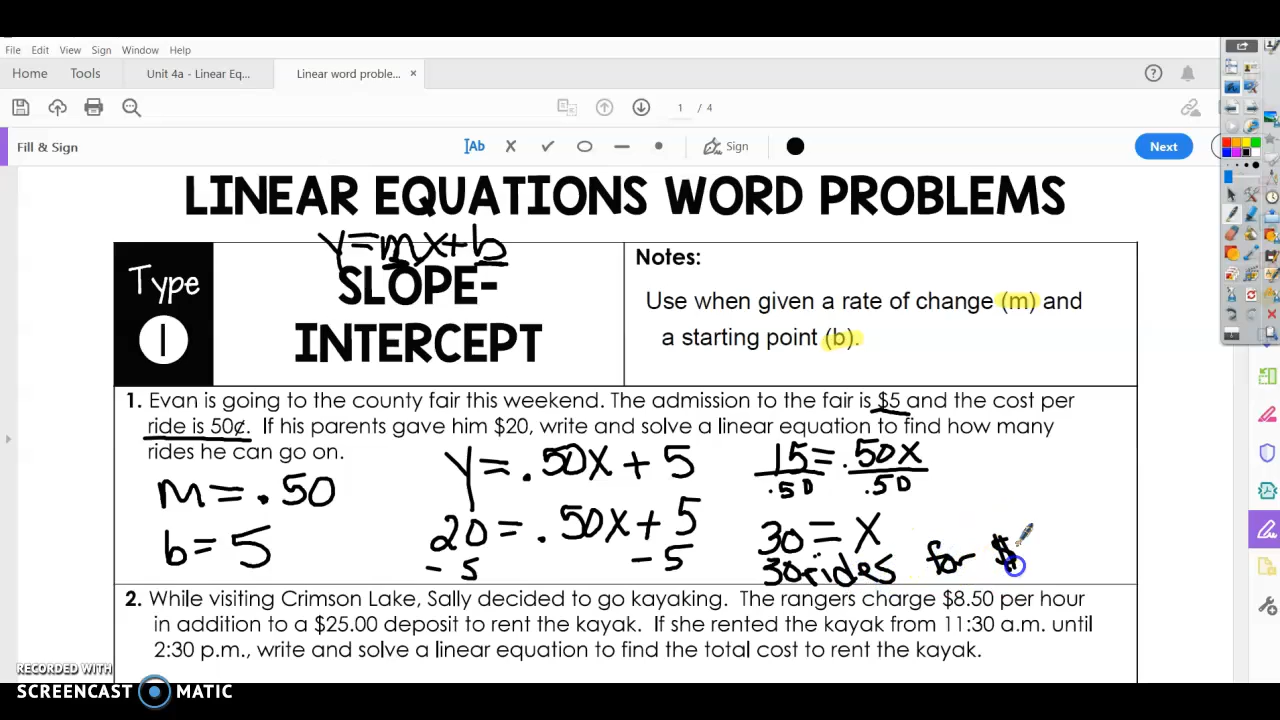 File Edit View Sign Window Help
Home Tools Unit 4a - Linear Eq... Linear word proble... ×
1 / 4
Fill & Sign
Ab Sign Next
LINEAR EQUATIONS WORD PROBLEMS
Type
1
y=mx+b
SLOPE-
INTERCEPT
Notes:
Use when given a rate of change (m) and
a starting point (b).
1. Evan is going to the county fair this weekend. The admission to the fair is $5 and the cost per
ride is 50¢. If his parents gave him $20, write and solve a linear equation to find how many
rides he can go on.
m = .50
b = 5
y = .50x + 5
20 = .50x + 5
- 5 - 5
15 = .50x
.50 .50
30 = x
30 rides for $
2. While visiting Crimson Lake, Sally decided to go kayaking. The rangers charge $8.50 per hour
in addition to a $25.00 deposit to rent the kayak. If she rented the kayak from 11:30 a.m. until
2:30 p.m., write and solve a linear equation to find the total cost to rent the kayak.
RECORDED WITH
SCREENCAST MATIC